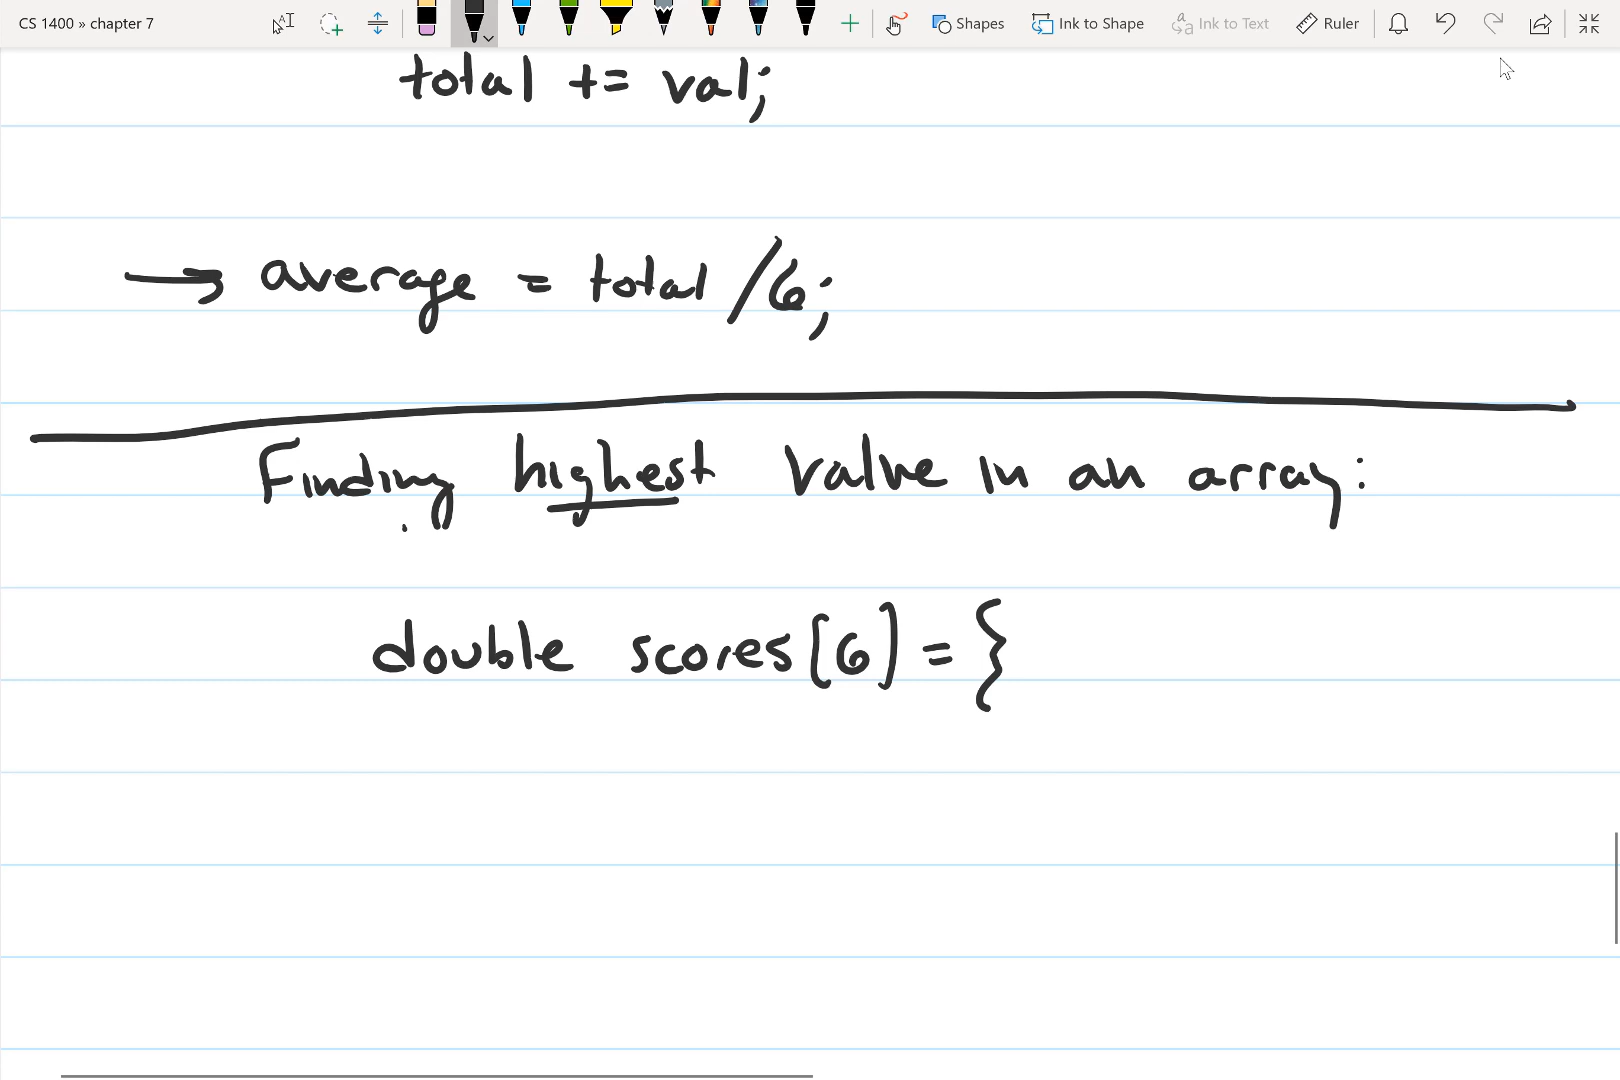 CS 1400 » chapter 7 Shapes Ink to Shape Ink to Text Ruler
total += val;
→ average = total /6;
Finding highest value in an array:
double scores[6] = }